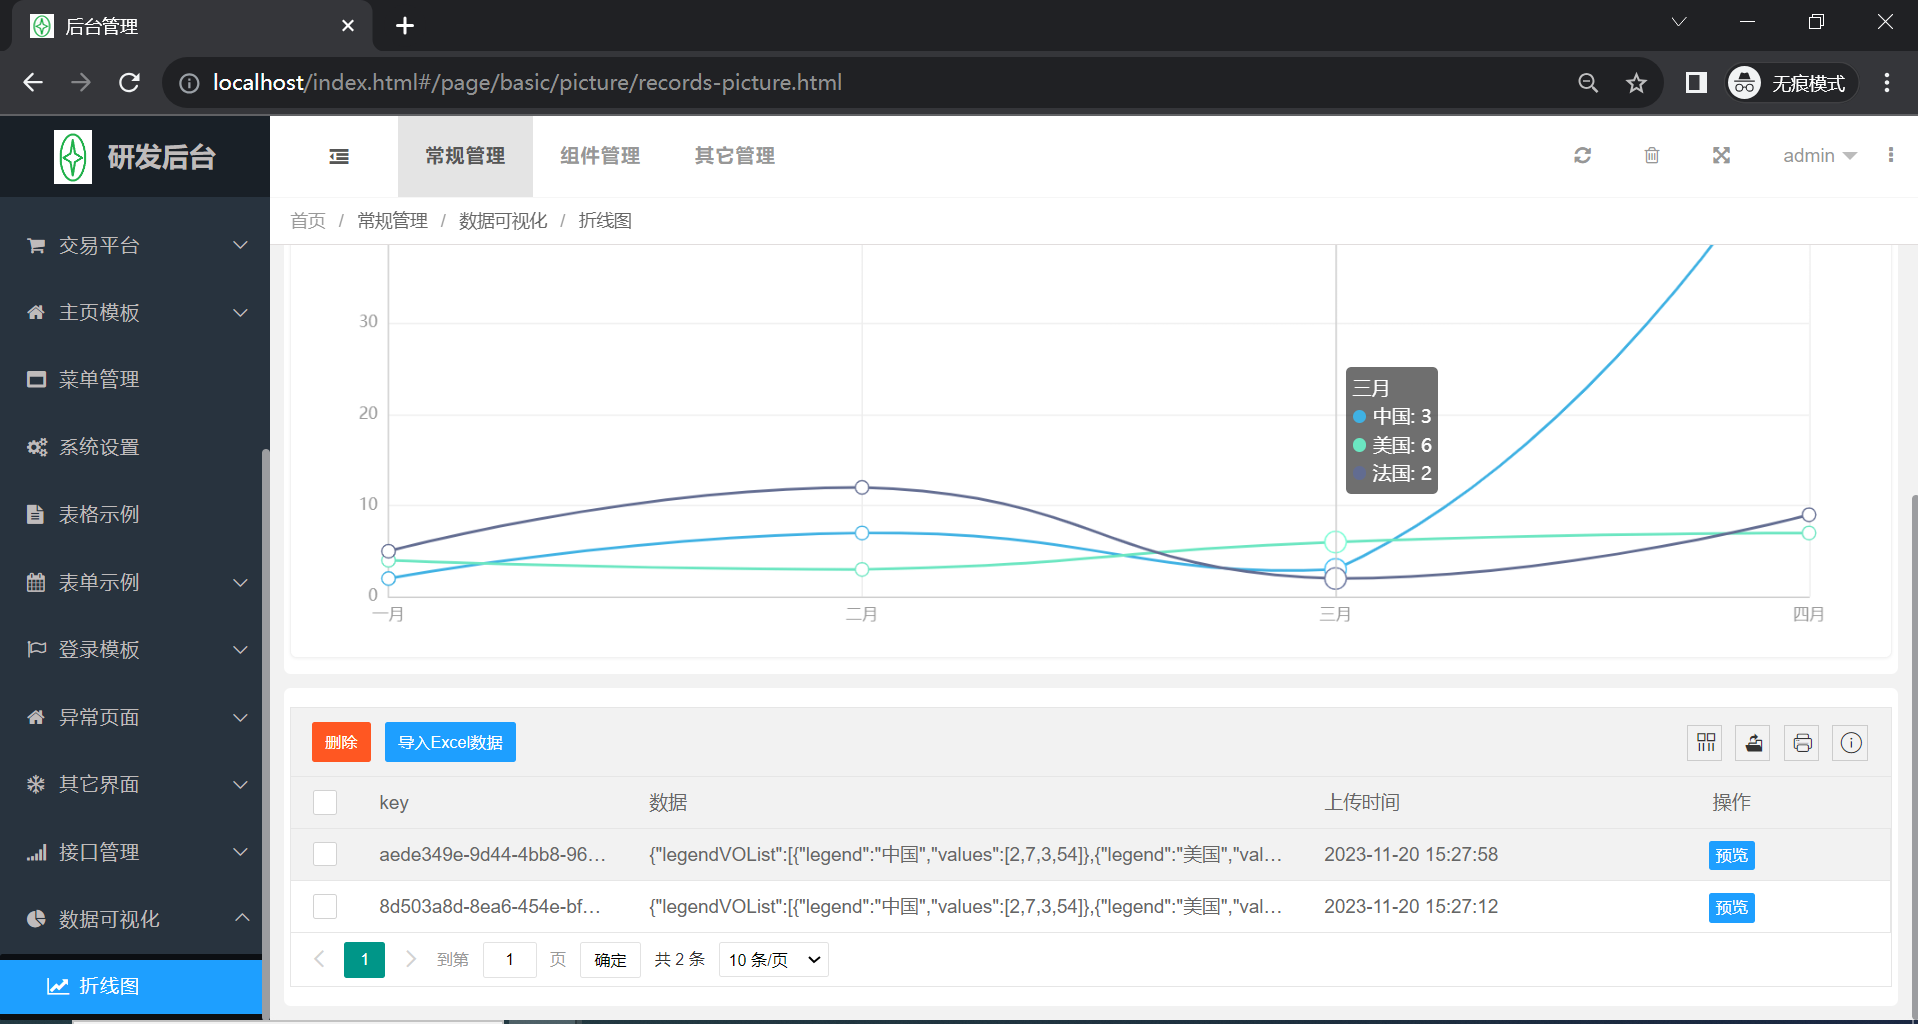 后台管理
localhost/index.html#/page/basic/picture/records-picture.html
无痕模式
研发后台
常规管理
组件管理
其它管理
admin
首页 / 常规管理 / 数据可视化 / 折线图
交易平台
主页模板
菜单管理
系统设置
表格示例
表单示例
登录模板
异常页面
其它界面
接口管理
数据可视化
折线图
30
20
10
0
一月
二月
三月
四月
三月
中国: 3
美国: 6
法国: 2
删除
导入Excel数据
key 数据 上传时间 操作
aede349e-9d44-4bb8-96... {"legendVOList":[{"legend":"中国","values":[2,7,3,54]},{"legend":"美国","val... 2023-11-20 15:27:58 预览
8d503a8d-8ea6-454e-bf... {"legendVOList":[{"legend":"中国","values":[2,7,3,54]},{"legend":"美国","val... 2023-11-20 15:27:12 预览
1 到第 1 页 确定 共 2 条 10 条/页